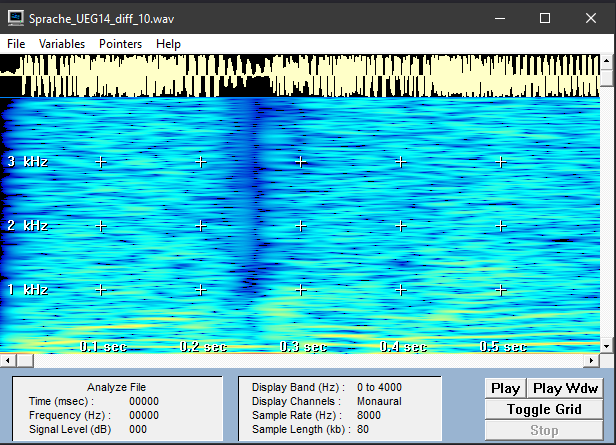 Sprache_UEG14_diff_10.wav
File Variables Pointers Help
3 kHz
2 kHz
1 kHz
0.1 sec 0.2 sec 0.3 sec 0.4 sec 0.5 sec
Analyze File
Time (msec) : 00000
Frequency (Hz) : 00000
Signal Level (dB) 000
Display Band (Hz) : 0 to 4000
Display Channels : Monaural
Sample Rate (Hz) : 8000
Sample Length (kb) : 80
Play Play Wdw
Toggle Grid
Stop